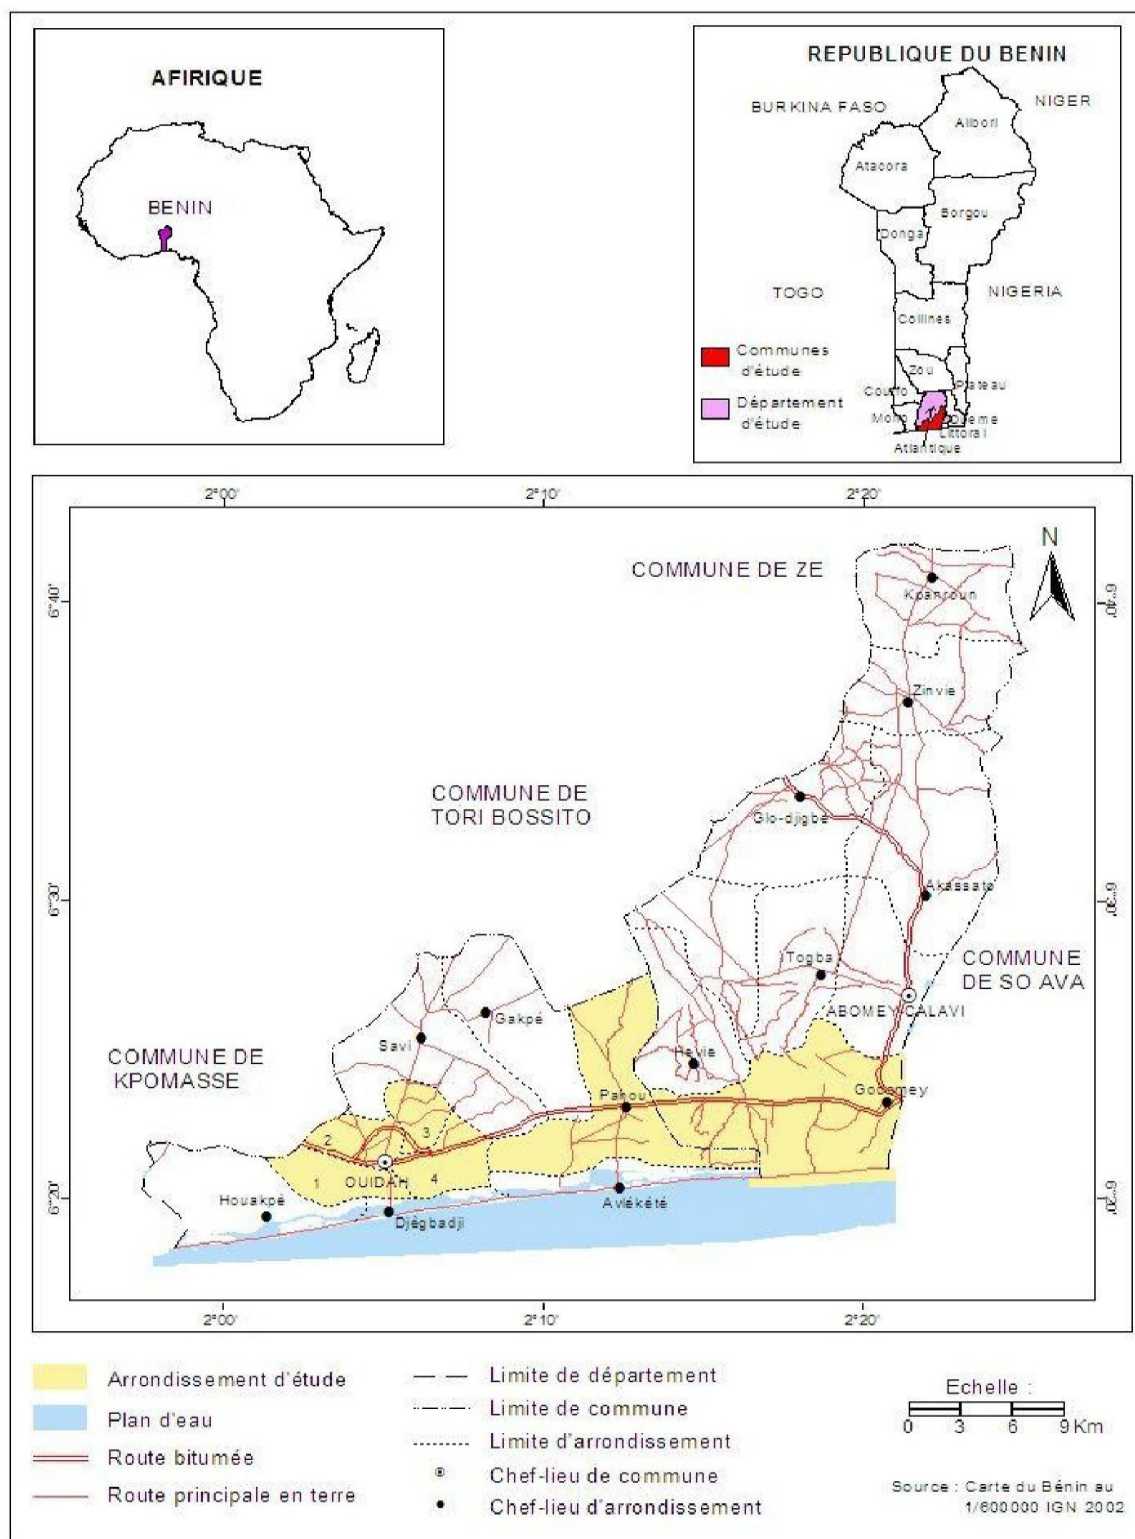 AFIRIQUE
BENIN
REPUBLIQUE DU BENIN
BURKINA FASO
NIGER
Alibori
Atacora
Borgou
Donga
TOGO
NIGERIA
Collines
Communes
d'étude
Zou
Plateau
Couffo
Département
d'étude
Mono
Oueme
Littoral
Atlantique
2°00'
2°10'
2°20'
N
COMMUNE DE ZE
6°40'
6°40'
Kpanroun
Zinvie
COMMUNE DE
TORI BOSSITO
Glo-djigbe
6°30'
6°30'
Akassato
Togba
COMMUNE
DE SO AVA
ABOMEY-CALAVI
Gakpé
Savi
COMMUNE DE
KPOMASSE
Hevie
Godomey
Pahou
2
3
1
OUIDAH
4
6°20'
6°20'
Houakpè
Djègbadji
Avlékété
2°00'
2°10'
2°20'
Arrondissement d'étude
Plan d'eau
Route bitumée
Route principale en terre
Limite de département
Limite de commune
Limite d'arrondissement
Chef-lieu de commune
Chef-lieu d'arrondissement
Echelle :
0 3 6 9 Km
Source : Carte du Bénin au
1/600000 IGN 2002